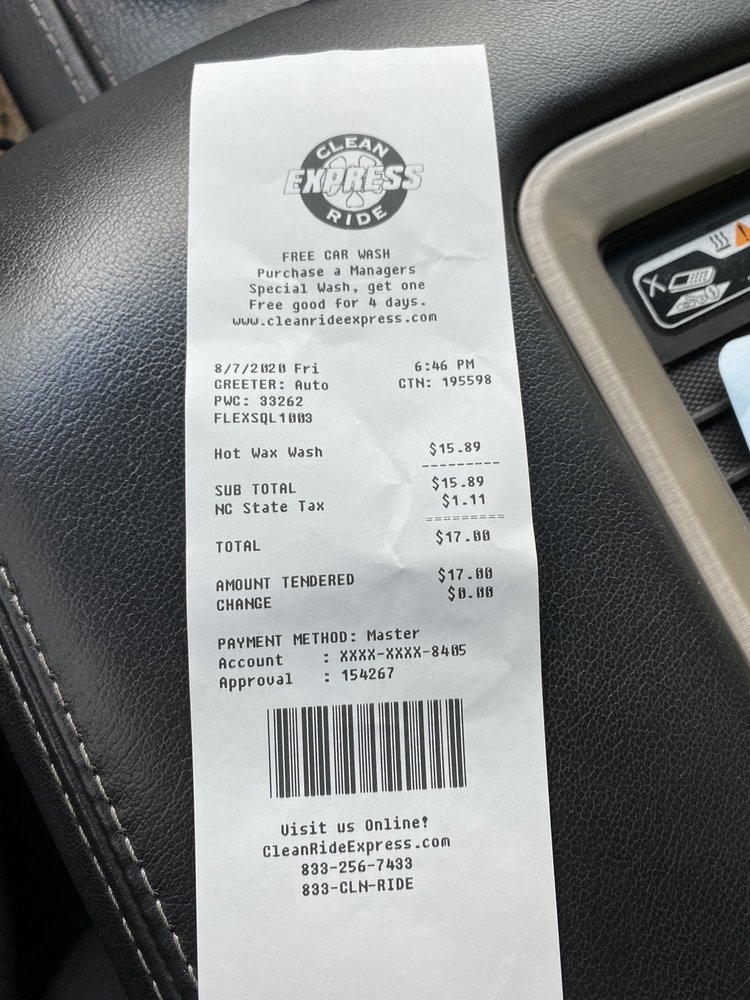 CLEAN
EXPRESS
RIDE
FREE CAR WASH
Purchase a Managers
Special Wash, get one
Free good for 4 days.
www.cleanrideexpress.com
8/7/2020 Fri 6:46 PM
GREETER: Auto CTN: 195598
PWC: 33262
FLEXSQL1003
Hot Wax Wash $15.89
---------
SUB TOTAL $15.89
NC State Tax $1.11
=========
TOTAL $17.00
AMOUNT TENDERED $17.00
CHANGE $0.00
PAYMENT METHOD: Master
Account : XXXX-XXXX-8405
Approval : 154267
Visit us Online!
CleanRideExpress.com
833-256-7433
833-CLN-RIDE